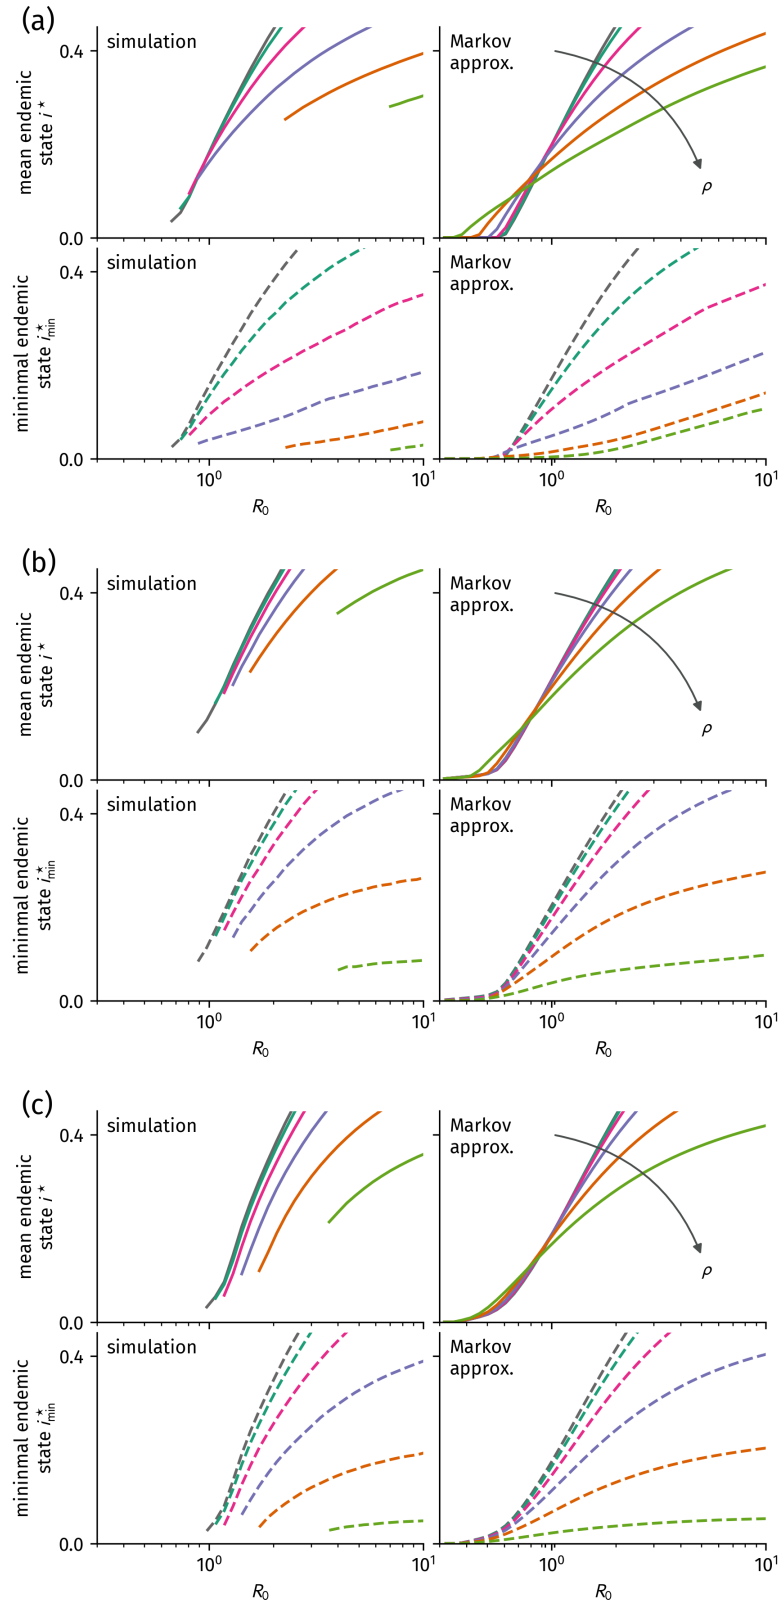 (a)
simulation
Markov
approx.
0.4
mean endemic
state i*
ρ
0.0
simulation
Markov
approx.
0.4
mininmal endemic
state i*min
0.0
10⁰
10¹
10⁰
10¹
R₀
R₀
(b)
simulation
Markov
approx.
0.4
mean endemic
state i*
ρ
0.0
simulation
Markov
approx.
0.4
mininmal endemic
state i*min
0.0
10⁰
10¹
10⁰
10¹
R₀
R₀
(c)
simulation
Markov
approx.
0.4
mean endemic
state i*
ρ
0.0
simulation
Markov
approx.
0.4
mininmal endemic
state i*min
0.0
10⁰
10¹
10⁰
10¹
R₀
R₀